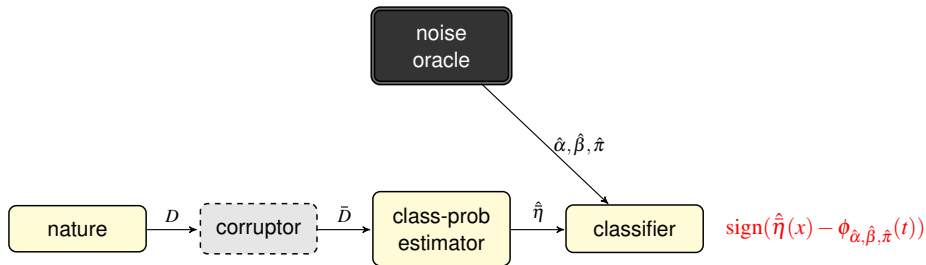 noise
oracle
α̂, β̂, π̂
nature
D
corruptor
D̄
class-prob
estimator
η̄̂
classifier
sign(η̄̂(x) − ϕ_{α̂,β̂,π̂}(t))